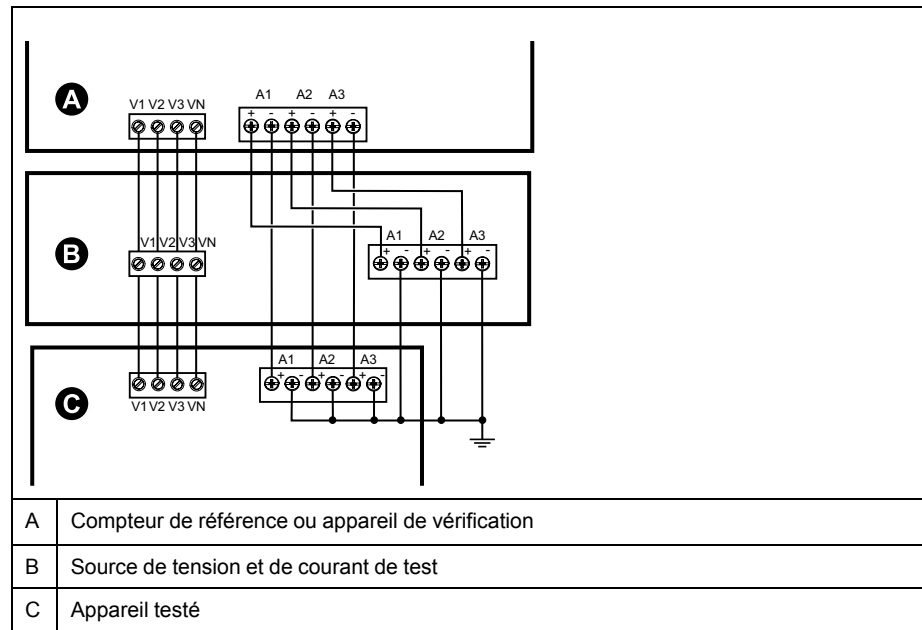 A1 A2 A3
A
V1 V2 V3 VN
+ - + - + -
V1 V2 V3 VN
A1 A2 A3
+ - + - + -
B
A1 A2 A3
+ - + - + -
C
V1 V2 V3 VN
A Compteur de référence ou appareil de vérification
B Source de tension et de courant de test
C Appareil testé